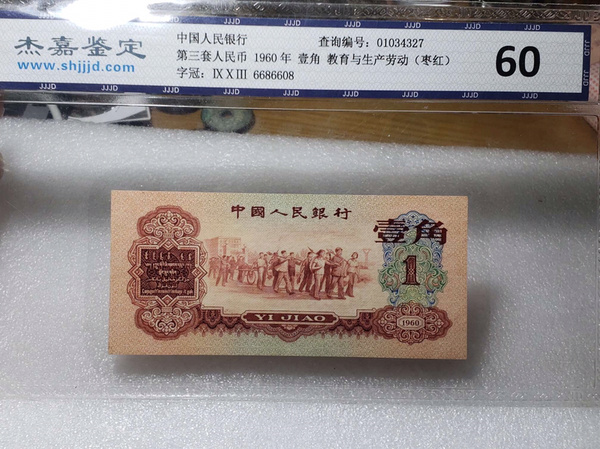 杰嘉鉴定
www.shjjjd.com
中国人民银行 查询编号：01034327
第三套人民币 1960年 壹角 教育与生产劳动（枣红）
字冠：ⅨⅩⅢ 6686608
60
JJJD
中國人民銀行
壹角
1
YI JIAO
1960